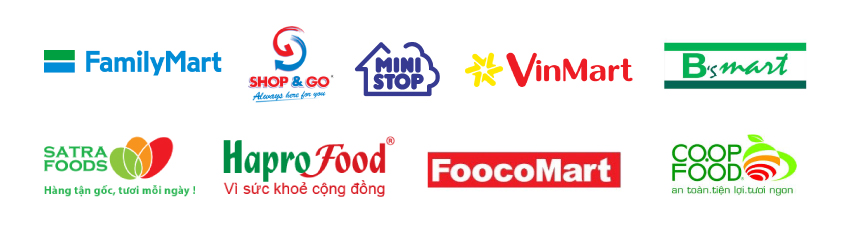 FamilyMart
SHOP & GO®
Always here for you
MINI
STOP
VinMart
B's mart
SATRA
FOODS
Hàng tận gốc, tươi mỗi ngày !
HaproFood®
Vì sức khoẻ cộng đồng
FoocoMart
CO.OP
FOOD
an toàn.tiện lợi.tươi ngon